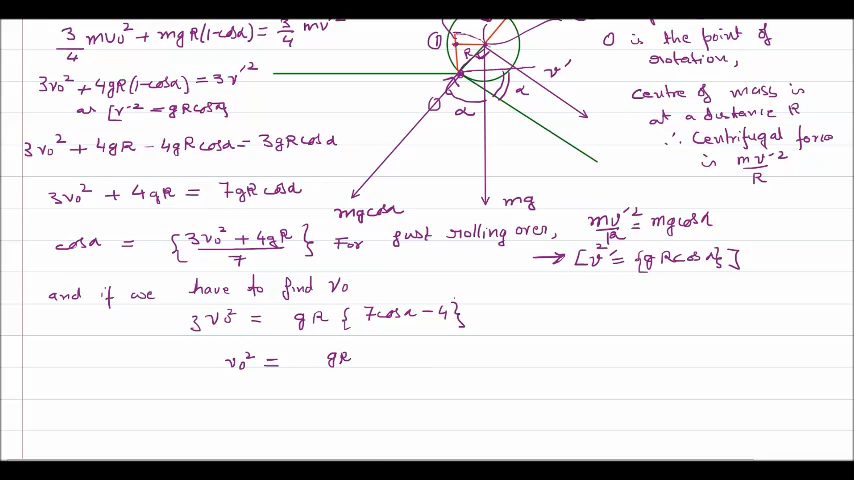 3/4 mv₀² + mgR(1-cosα) = 3/4 mv'²
3v₀² + 4gR(1-cosα) = 3v'²
as [v'² = gRcosα}
3v₀² + 4gR - 4gRcosα = 3gRcosα
3v₀² + 4gR = 7gRcosα
cosα = {3v₀² + 4gR/7} For just rolling over, mv'²/R = mgcosα
→ [v'² = {gRcosα}]
and if we have to find v₀
3v₀² = gR {7cosα - 4}
v₀² = gR
O is the point of
rotation,
centre of mass is
at a distance R
∴ Centrifugal force
is mv'²/R
R
v'
α
α
mgcosα
mg